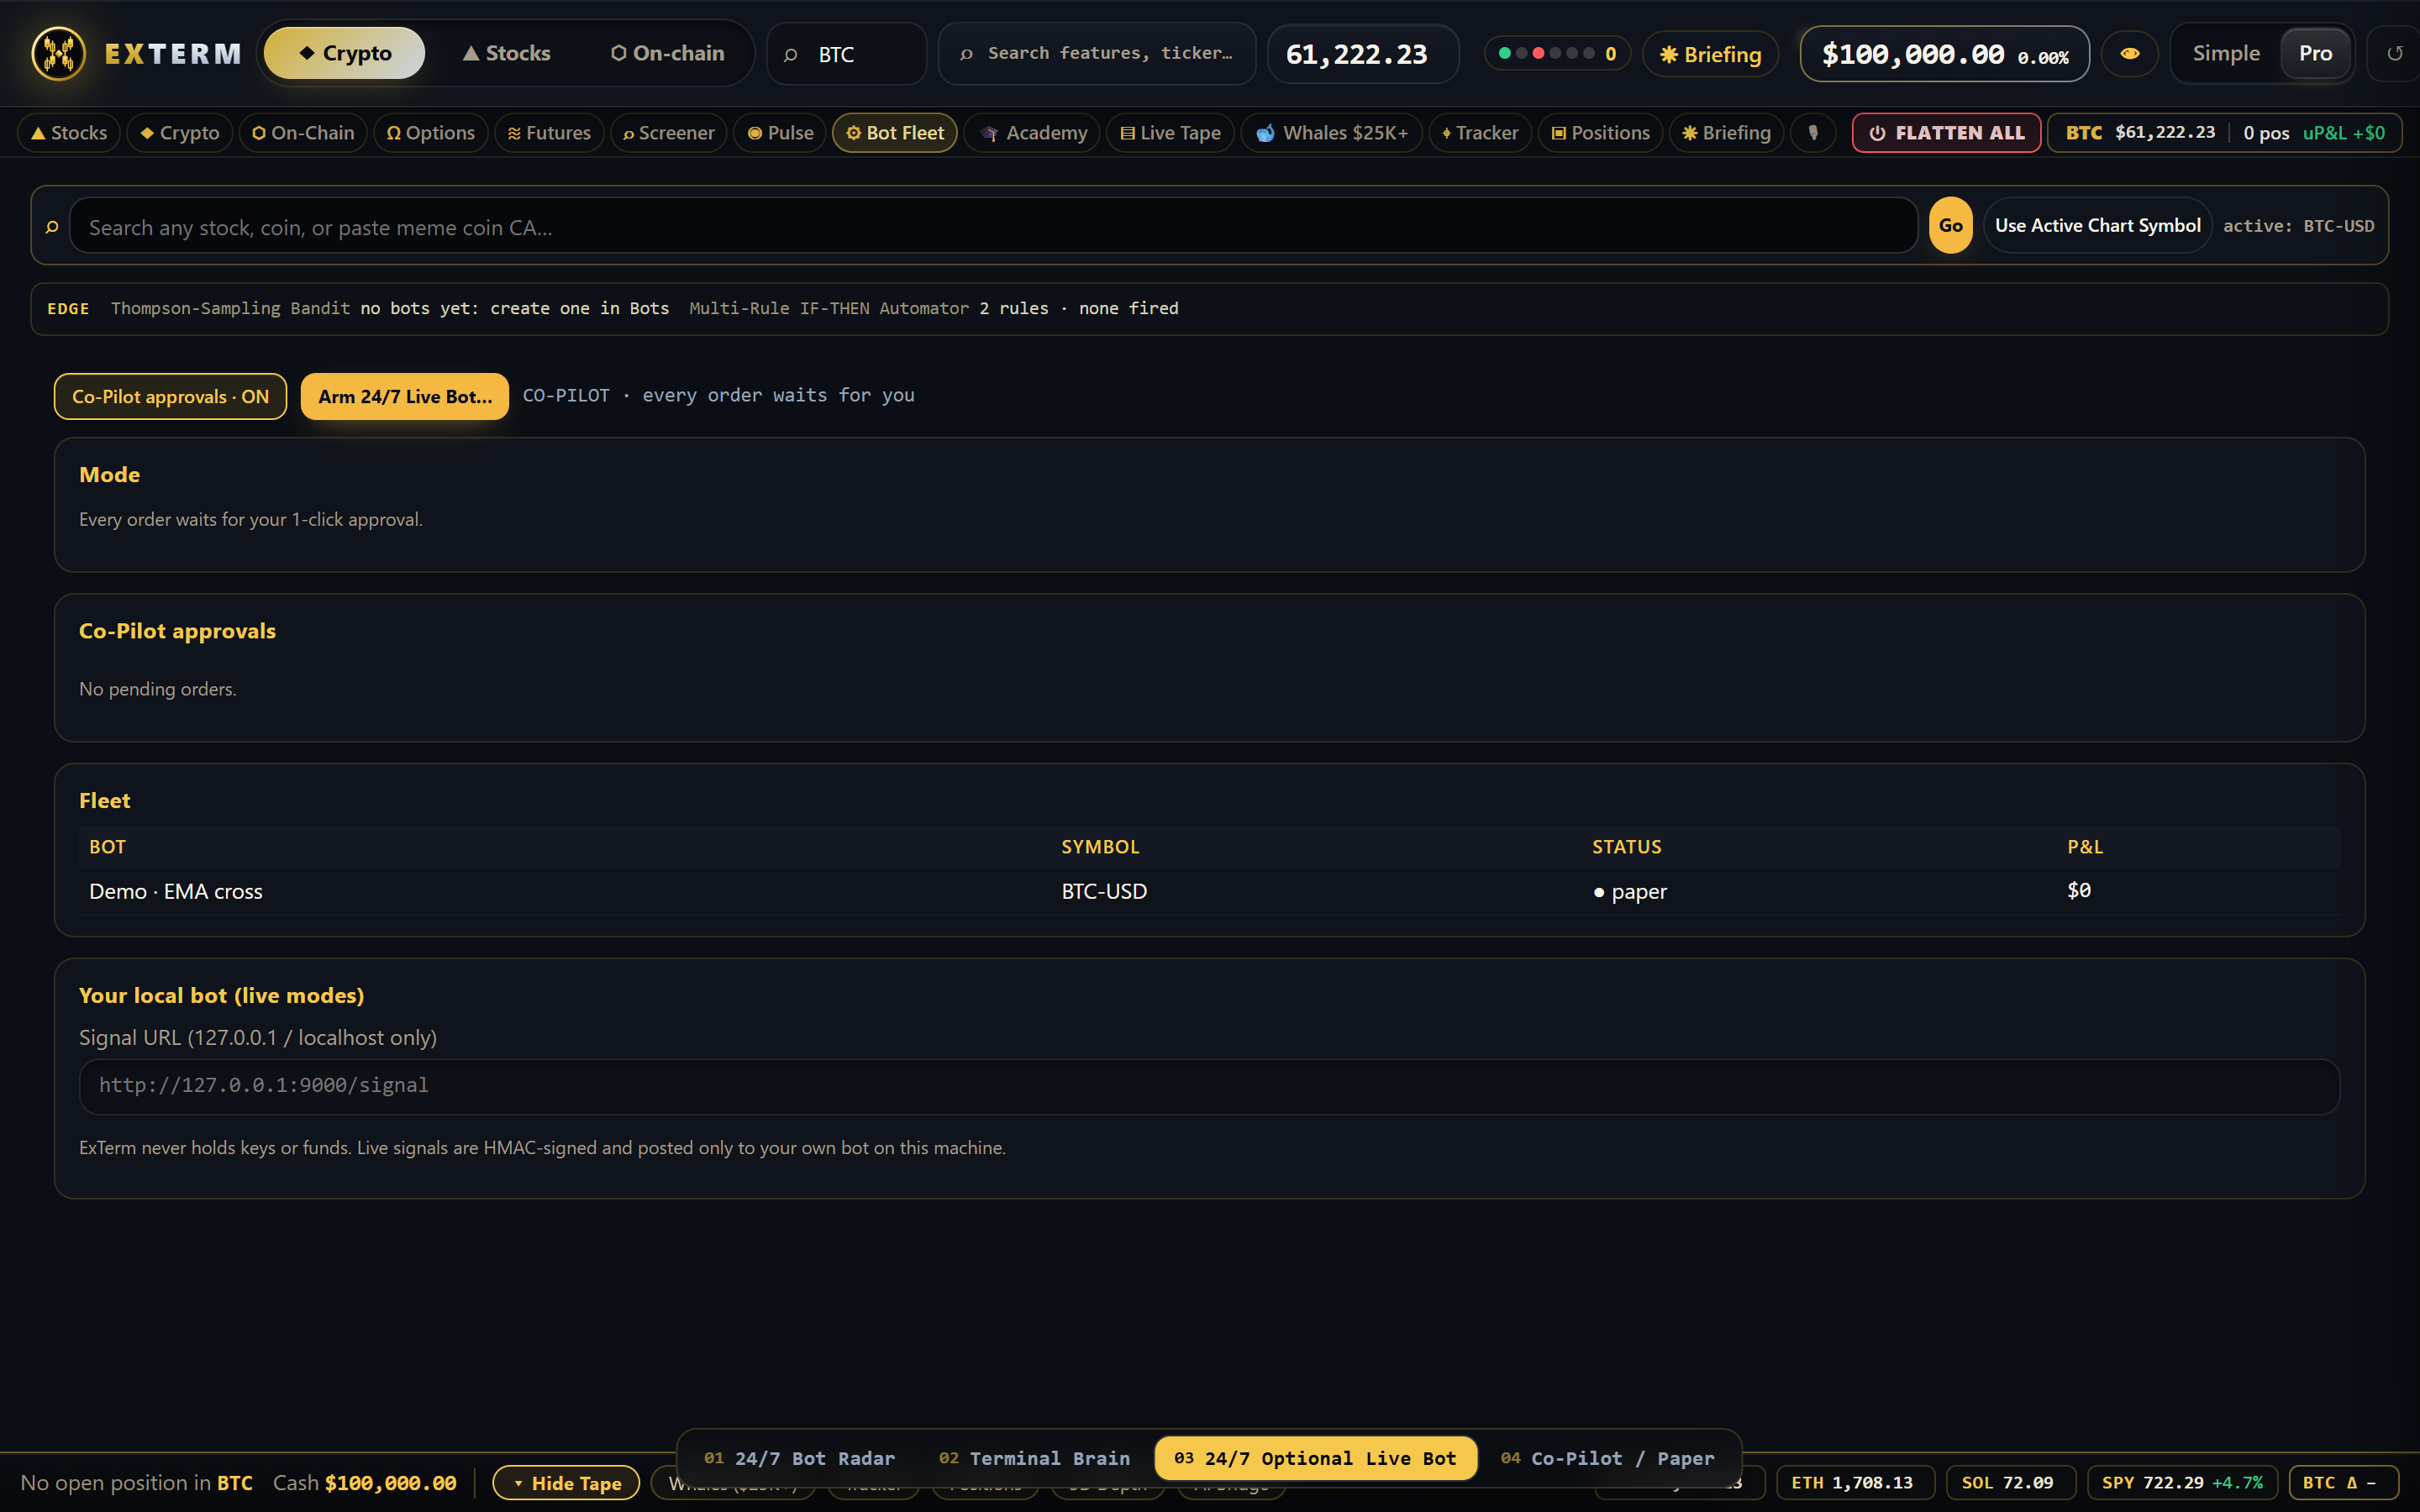 EXTERM
Crypto
Stocks
On-chain
BTC
Search features, ticker…
61,222.23
0
Briefing
$100,000.00 0.00%
Simple
Pro
Stocks
Crypto
On-Chain
Options
Futures
Screener
Pulse
Bot Fleet
Academy
Live Tape
Whales $25K+
Tracker
Positions
Briefing
FLATTEN ALL
BTC $61,222.23 0 pos uP&L +$0
Search any stock, coin, or paste meme coin CA…
Go
Use Active Chart Symbol
active: BTC-USD
EDGE Thompson-Sampling Bandit no bots yet: create one in Bots Multi-Rule IF-THEN Automator 2 rules · none fired
Co-Pilot approvals · ON
Arm 24/7 Live Bot…
CO-PILOT · every order waits for you
Mode
Every order waits for your 1-click approval.
Co-Pilot approvals
No pending orders.
Fleet
BOT SYMBOL STATUS P&L
Demo · EMA cross BTC-USD ● paper $0
Your local bot (live modes)
Signal URL (127.0.0.1 / localhost only)
http://127.0.0.1:9000/signal
ExTerm never holds keys or funds. Live signals are HMAC-signed and posted only to your own bot on this machine.
01 24/7 Bot Radar
02 Terminal Brain
03 24/7 Optional Live Bot
04 Co-Pilot / Paper
No open position in BTC Cash $100,000.00
Hide Tape
ETH 1,708.13
SOL 72.09
SPY 722.29 +4.7%
BTC Δ −